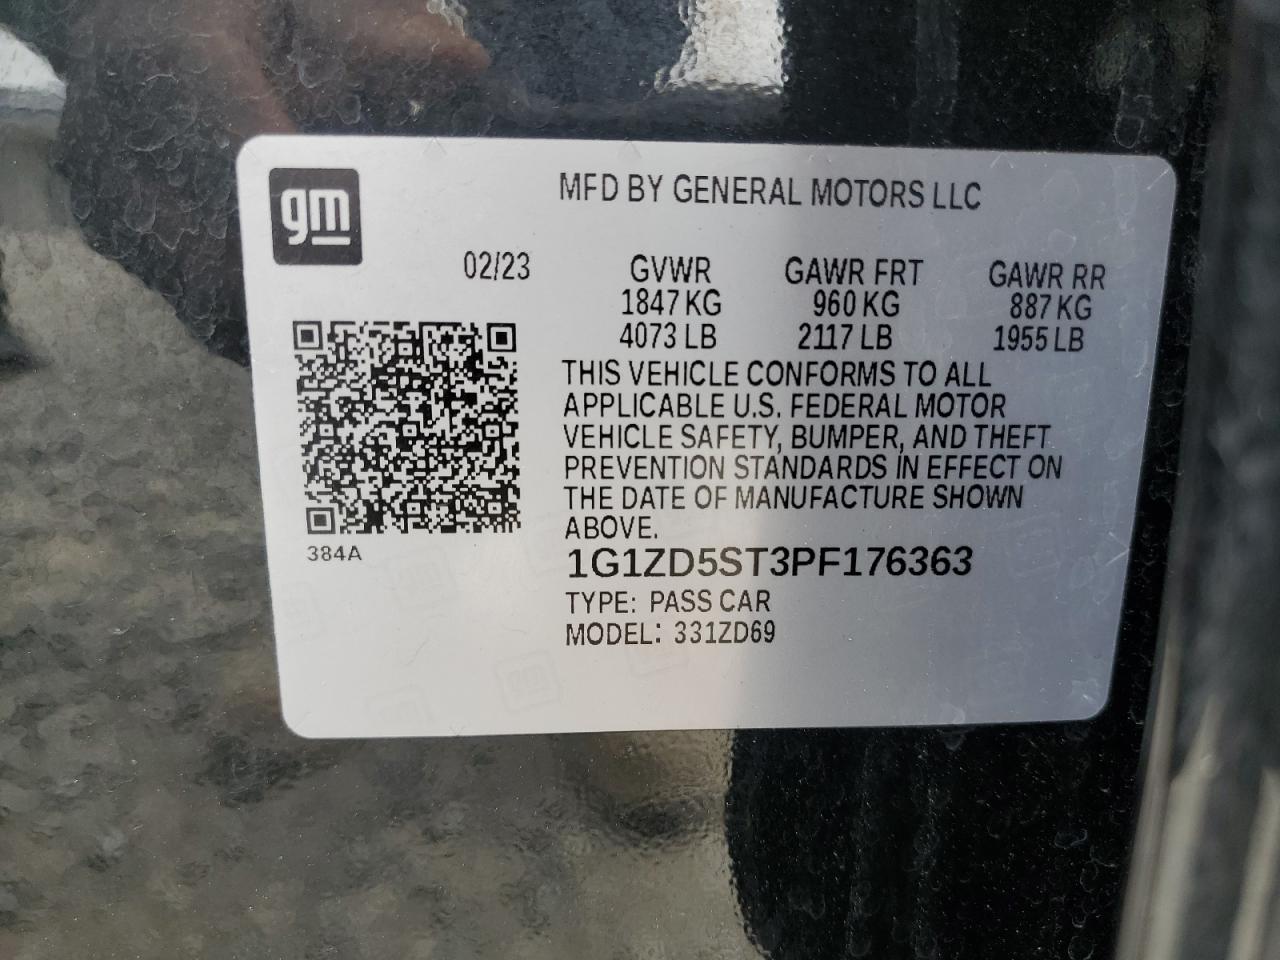 gm
MFD BY GENERAL MOTORS LLC
02/23
GVWR GAWR FRT GAWR RR
1847 KG 960 KG 887 KG
4073 LB 2117 LB 1955 LB
THIS VEHICLE CONFORMS TO ALL
APPLICABLE U.S. FEDERAL MOTOR
VEHICLE SAFETY, BUMPER, AND THEFT
PREVENTION STANDARDS IN EFFECT ON
THE DATE OF MANUFACTURE SHOWN
ABOVE.
384A
1G1ZD5ST3PF176363
TYPE: PASS CAR
MODEL: 331ZD69